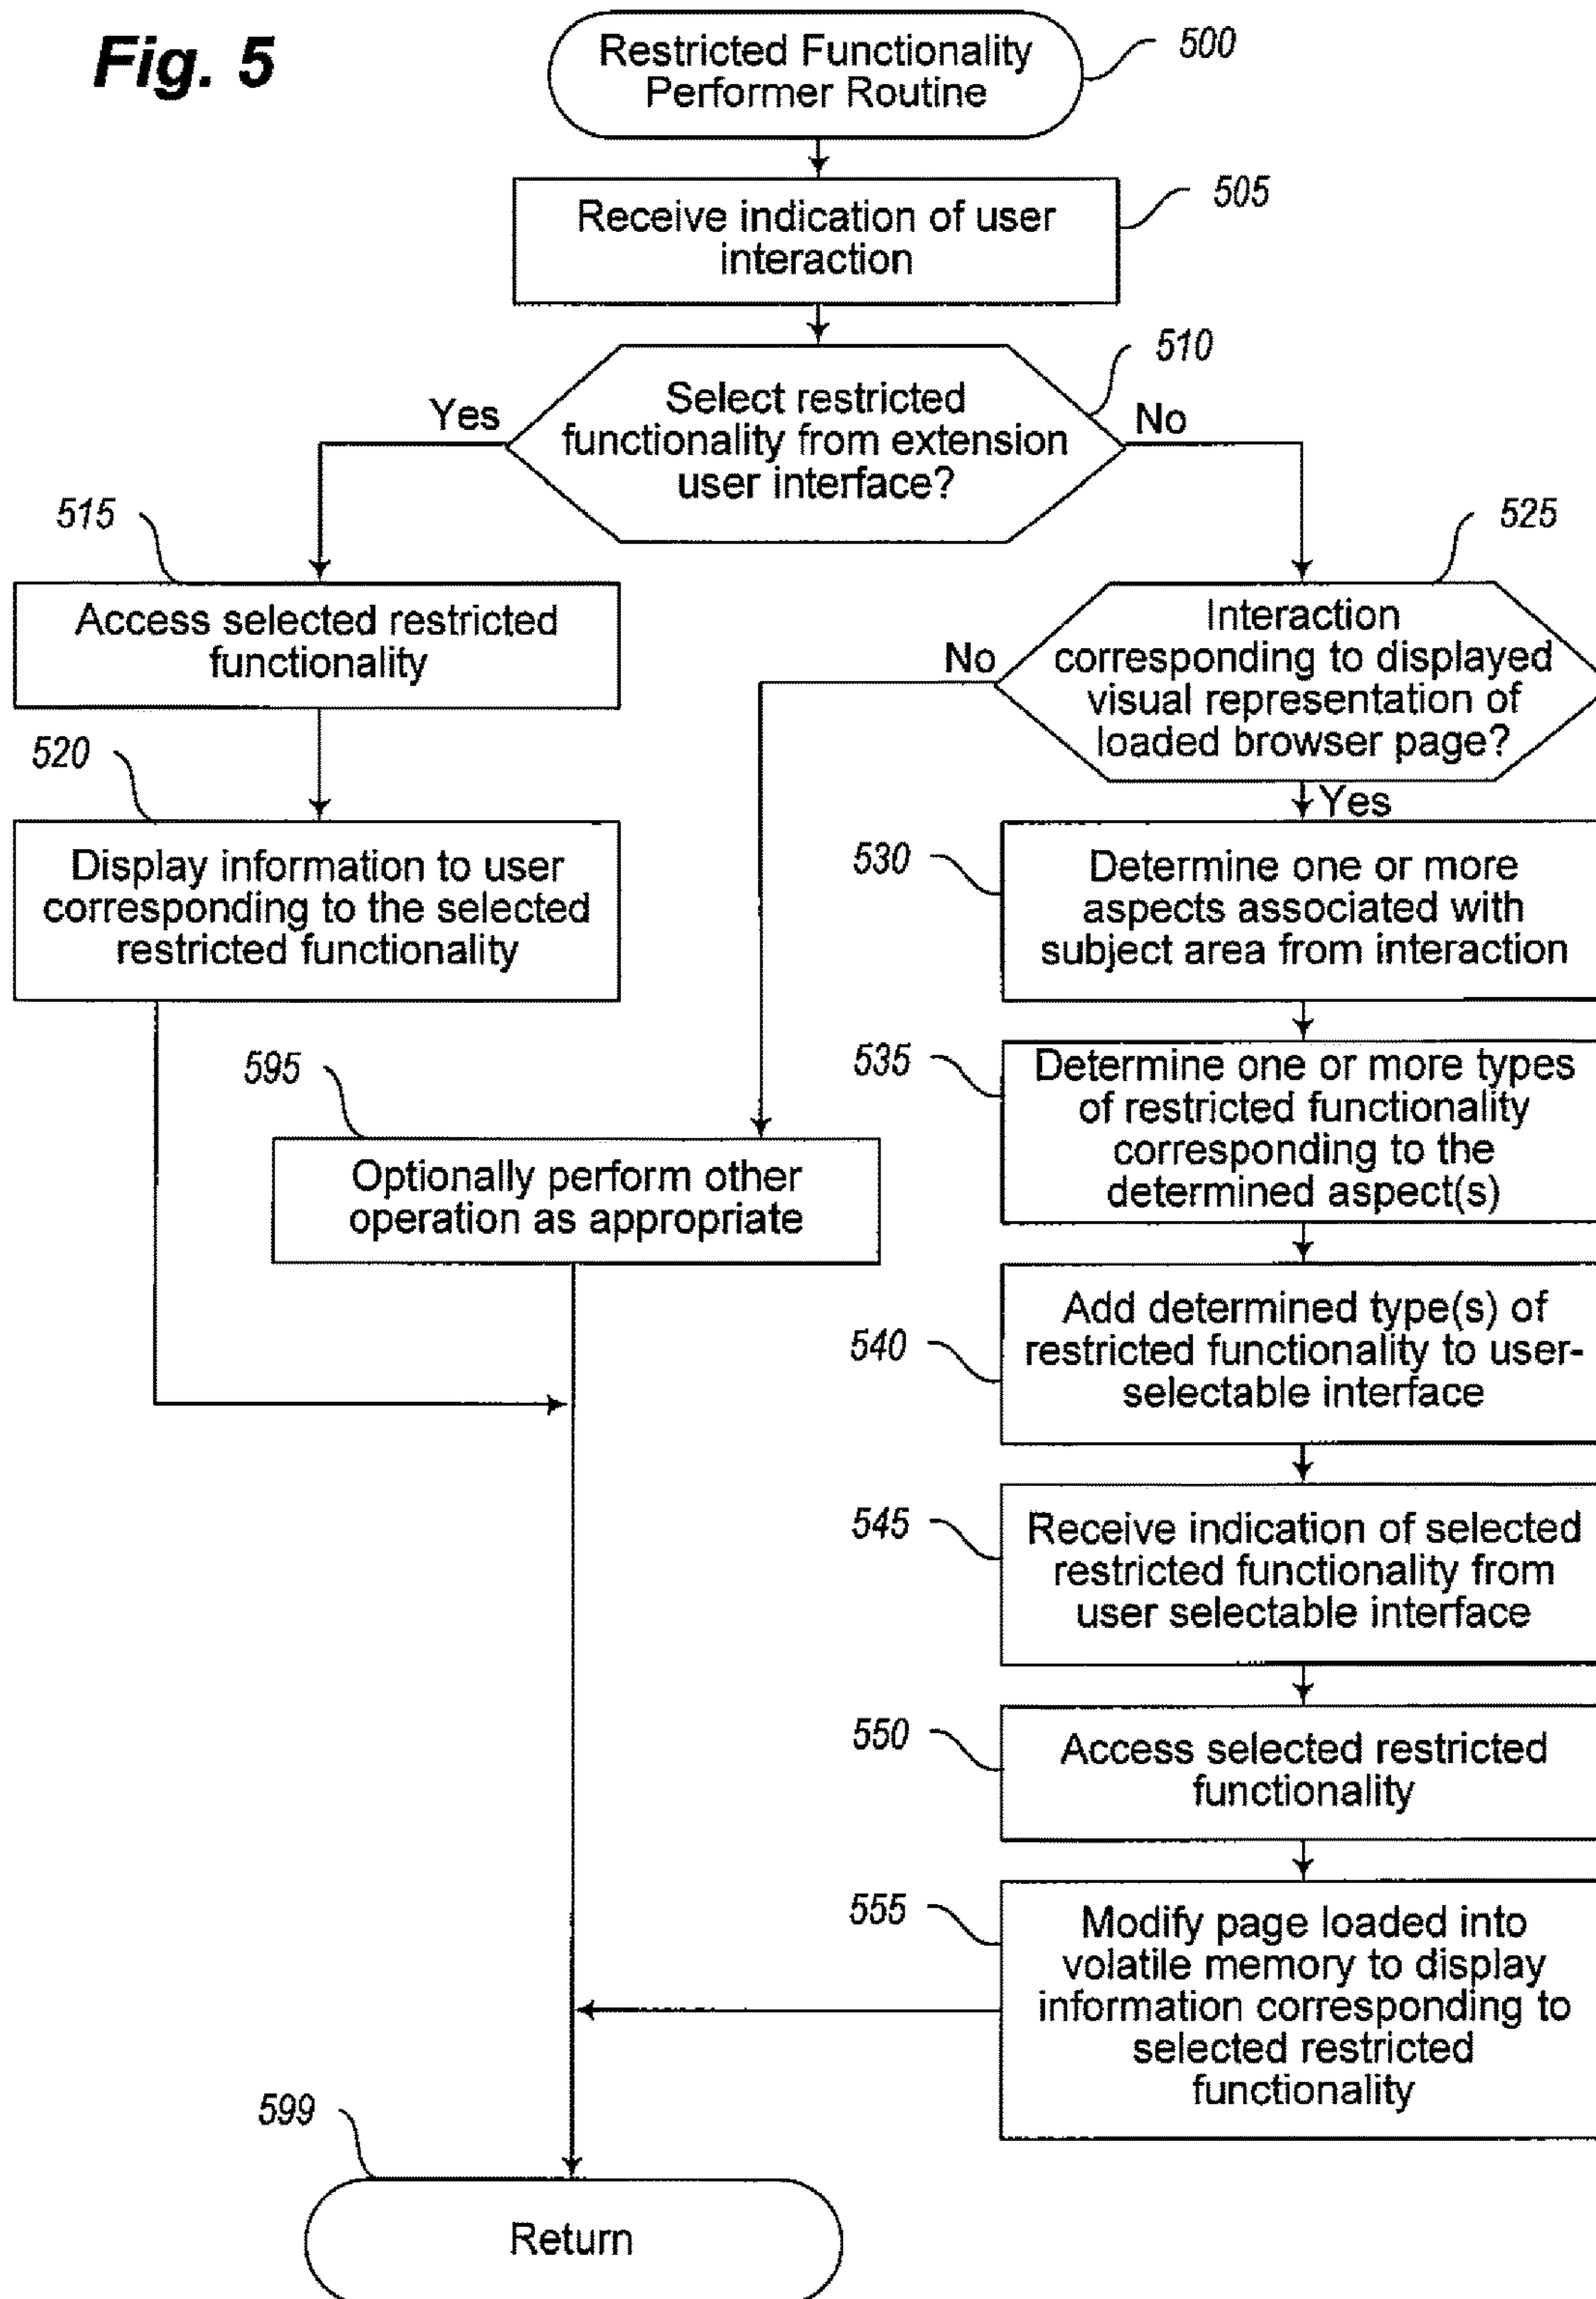 Fig. 5
Restricted Functionality
Performer Routine
500
Receive indication of user
interaction
505
Select restricted
functionality from extension
user interface?
510
Yes
No
515
Access selected restricted
functionality
525
Interaction
corresponding to displayed
visual representation of
loaded browser page?
No
Yes
520
Display information to user
corresponding to the selected
restricted functionality
530
Determine one or more
aspects associated with
subject area from interaction
535
Determine one or more types
of restricted functionality
corresponding to the
determined aspect(s)
595
Optionally perform other
operation as appropriate
540
Add determined type(s) of
restricted functionality to user-
selectable interface
545
Receive indication of selected
restricted functionality from
user selectable interface
550
Access selected restricted
functionality
555
Modify page loaded into
volatile memory to display
information corresponding to
selected restricted
functionality
599
Return